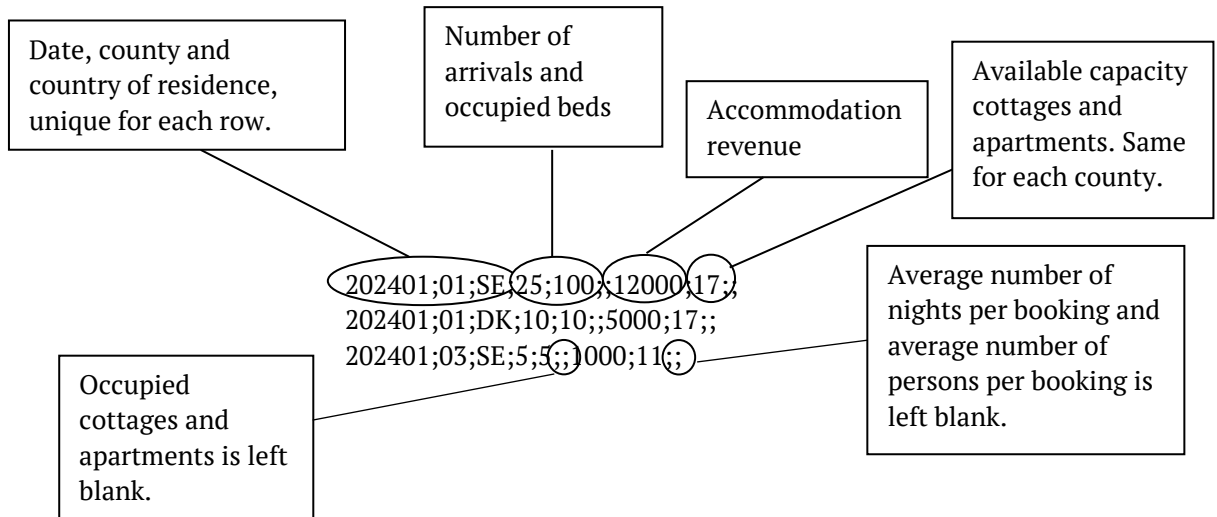 Date, county and
country of residence,
unique for each row.
Number of
arrivals and
occupied beds
Accommodation
revenue
Available capacity
cottages and
apartments. Same
for each county.
202401;01;SE;25;100;;12000;17;;
202401;01;DK;10;10;;5000;17;;
202401;03;SE;5;5;;1000;11;;
Average number of
nights per booking and
average number of
persons per booking is
left blank.
Occupied
cottages and
apartments is left
blank.